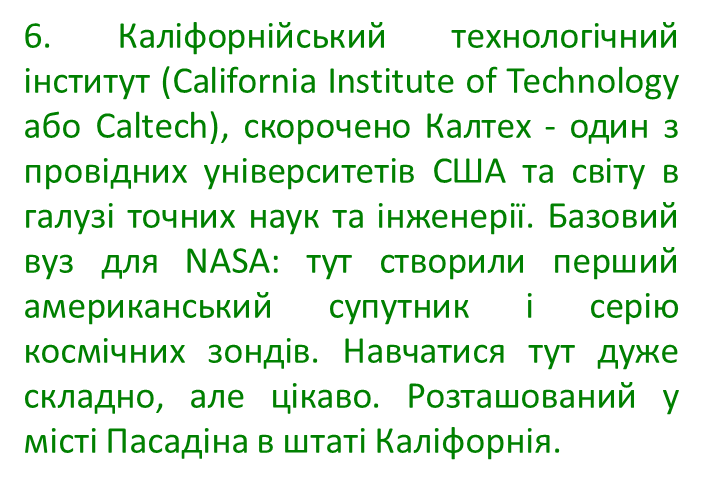 6. Каліфорнійський технологічний
інститут (California Institute of Technology
або Caltech), скорочено Калтех - один з
провідних університетів США та світу в
галузі точних наук та інженерії. Базовий
вуз для NASA: тут створили перший
американський супутник і серію
космічних зондів. Навчатися тут дуже
складно, але цікаво. Розташований у
місті Пасадіна в штаті Каліфорнія.